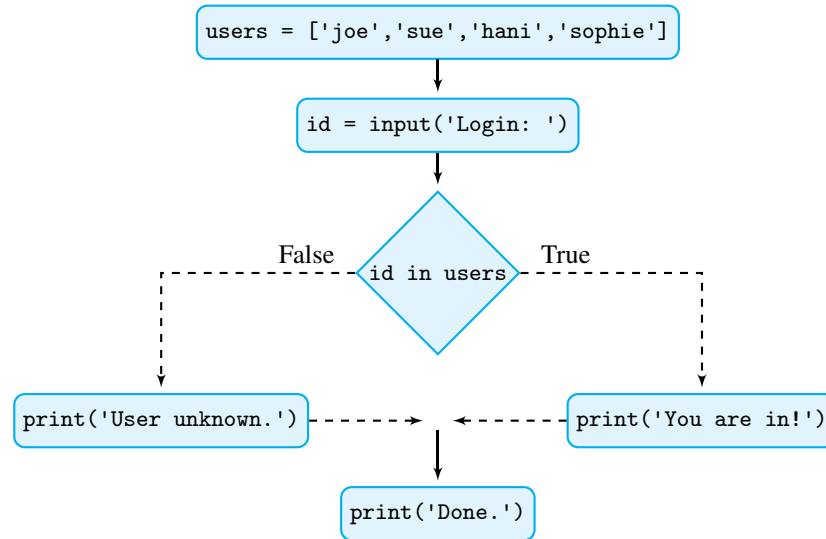 users = ['joe','sue','hani','sophie']
id = input('Login: ')
False
True
id in users
print('User unknown.')
print('You are in!')
print('Done.')